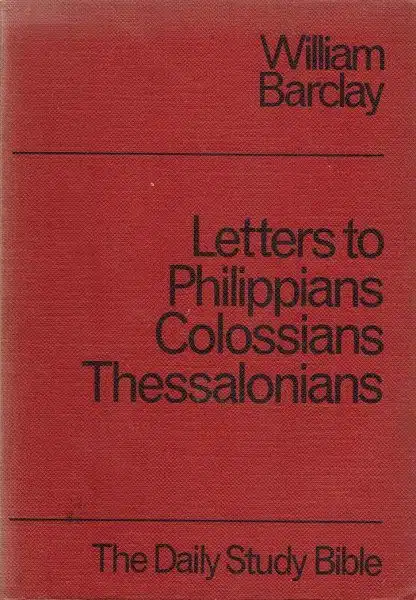 William
Barclay
Letters to
Philippians
Colossians
Thessalonians
The Daily Study Bible